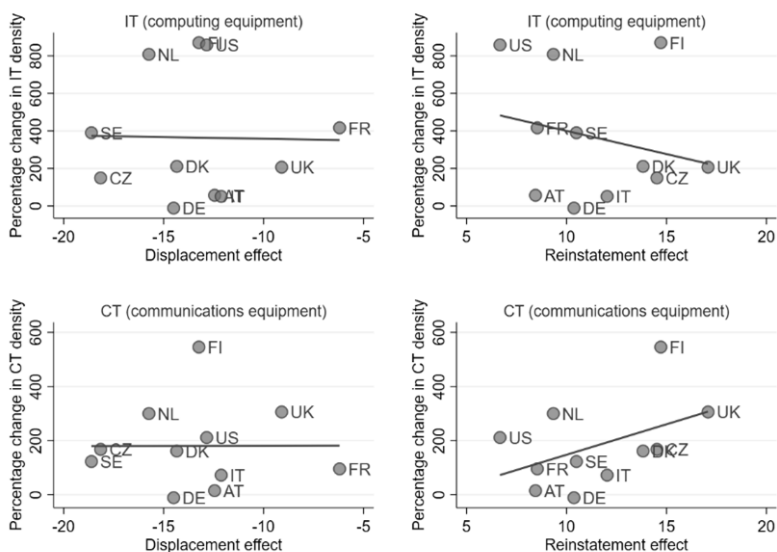 IT (computing equipment)
Percentage change in IT density
0 200 400 600 800
NL
FI
US
SE
FR
CZ
DK
UK
AT
IT
DE
-20 -15 -10 -5
Displacement effect
IT (computing equipment)
Percentage change in IT density
0 200 400 600 800
US
NL
FI
FR
SE
DK
UK
CZ
AT
IT
DE
5 10 15 20
Reinstatement effect
CT (communications equipment)
Percentage change in CT density
0 200 400 600
FI
NL
UK
US
CZ
DK
SE
FR
IT
AT
DE
-20 -15 -10 -5
Displacement effect
CT (communications equipment)
Percentage change in CT density
0 200 400 600
FI
NL
UK
US
CZ
DK
SE
FR
IT
AT
DE
5 10 15 20
Reinstatement effect